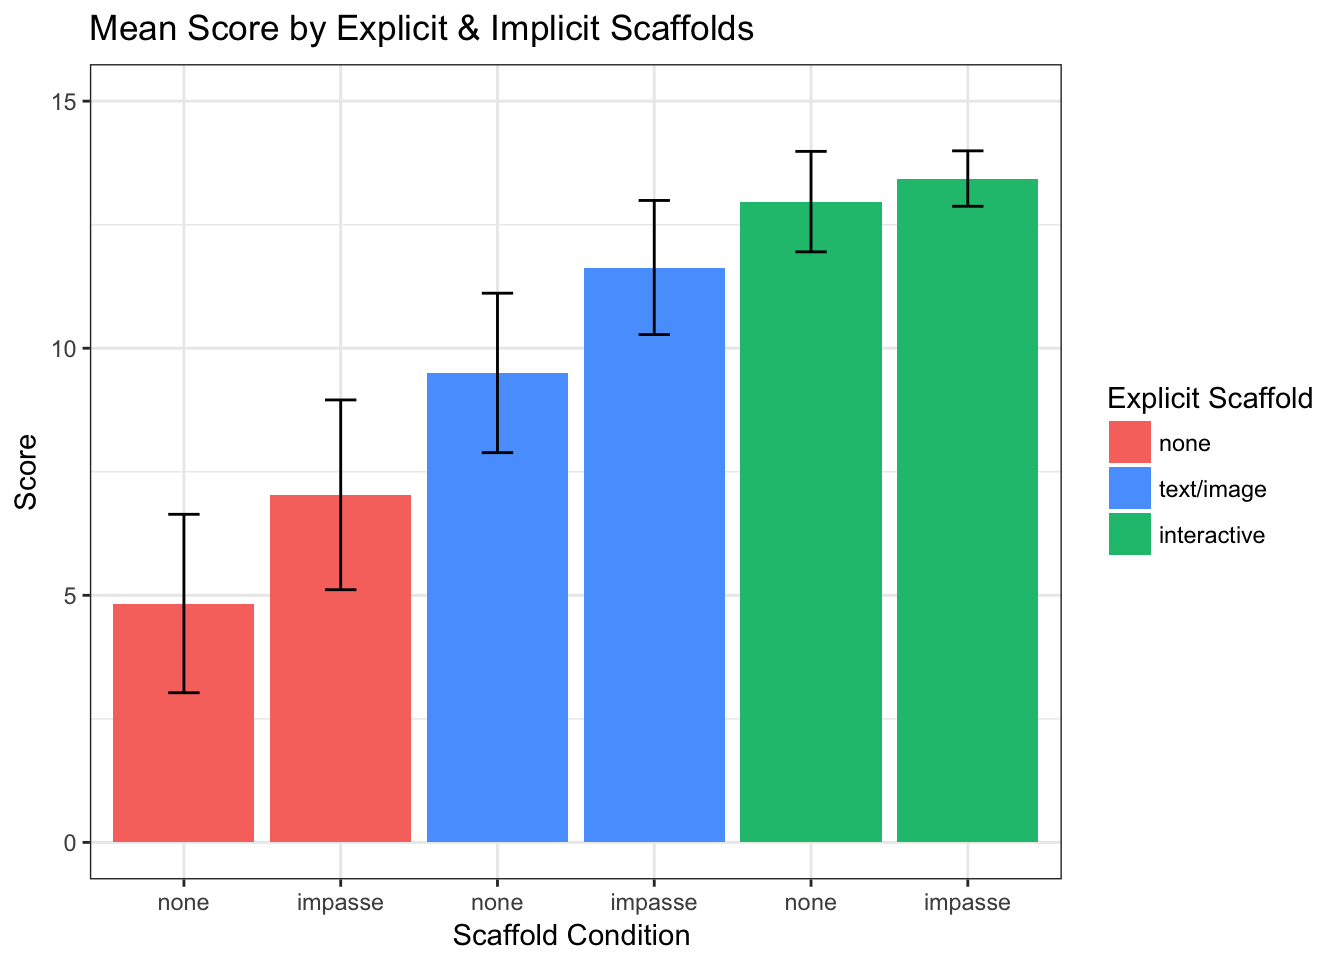 Mean Score by Explicit & Implicit Scaffolds
15
10
5
0
Score
none impasse none impasse none impasse
Scaffold Condition
Explicit Scaffold
none
text/image
interactive